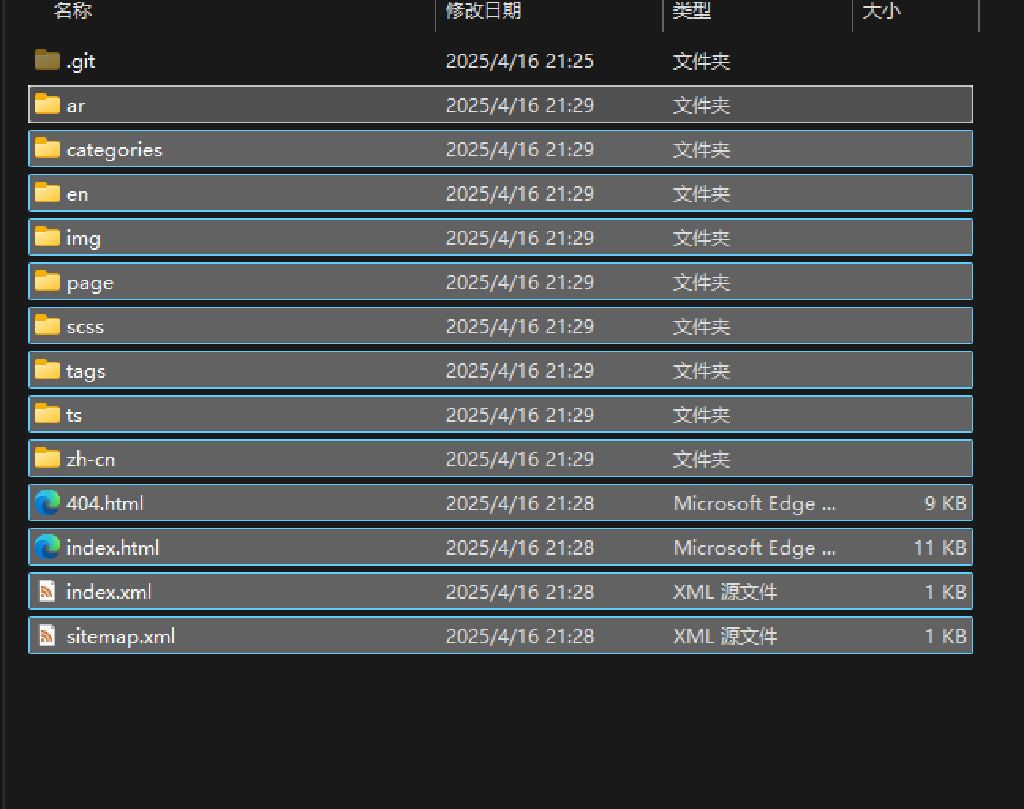 名称 修改日期 类型 大小
.git 2025/4/16 21:25 文件夹
ar 2025/4/16 21:29 文件夹
categories 2025/4/16 21:29 文件夹
en 2025/4/16 21:29 文件夹
img 2025/4/16 21:29 文件夹
page 2025/4/16 21:29 文件夹
scss 2025/4/16 21:29 文件夹
tags 2025/4/16 21:29 文件夹
ts 2025/4/16 21:29 文件夹
zh-cn 2025/4/16 21:29 文件夹
404.html 2025/4/16 21:28 Microsoft Edge ... 9 KB
index.html 2025/4/16 21:28 Microsoft Edge ... 11 KB
index.xml 2025/4/16 21:28 XML 源文件 1 KB
sitemap.xml 2025/4/16 21:28 XML 源文件 1 KB